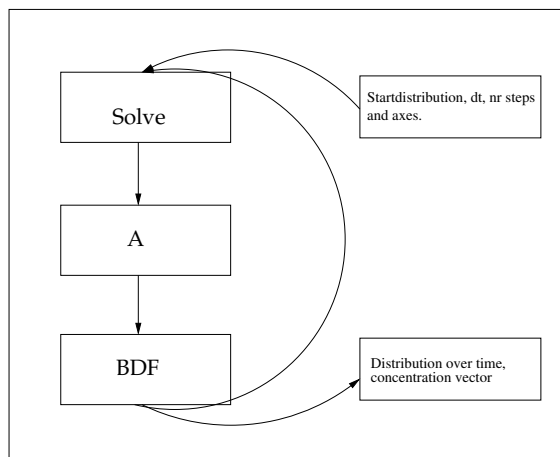 Solve
Startdistribution, dt, nr steps
and axes.
A
BDF
Distribution over time,
concentration vector